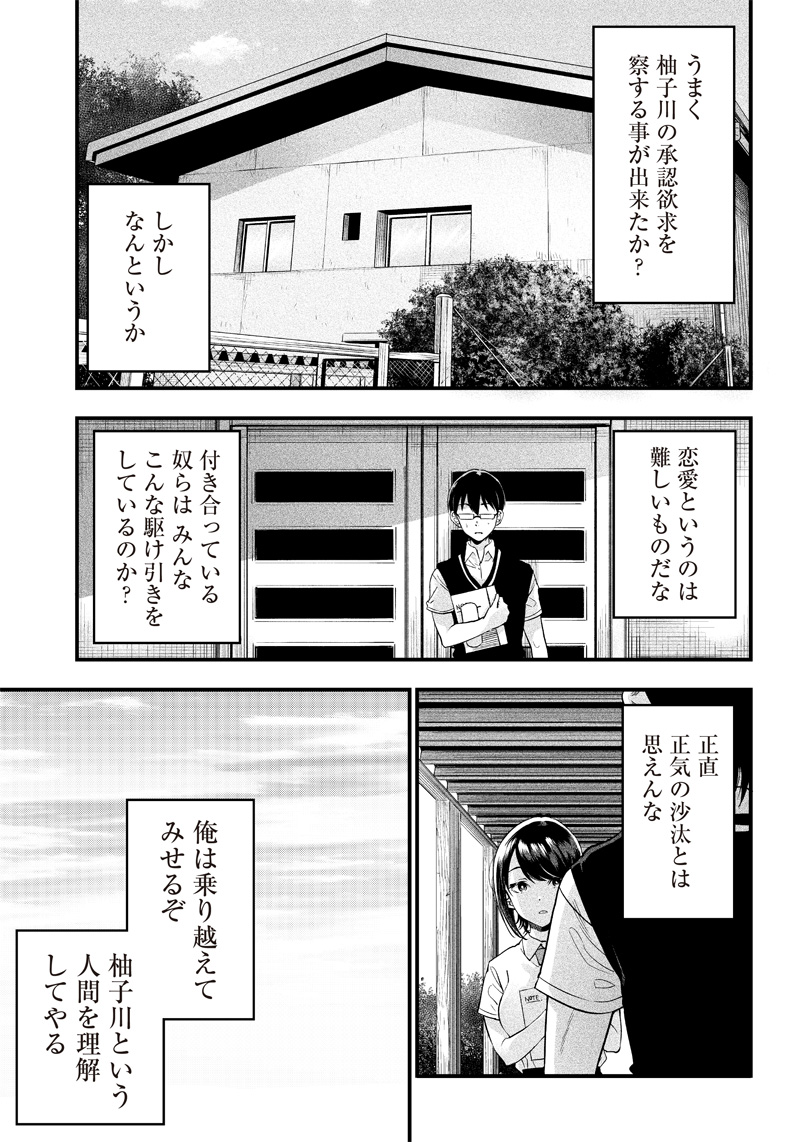 うまく
柚子川の承認欲求を
察する事が出来たか?
しかし
なんというか
恋愛というのは
難しいものだな
付き合っている
奴らは みんな
こんな駆け引きを
しているのか?
正直
正気の沙汰とは
思えんな
NOTE
俺は乗り越えて
みせるぞ
柚子川という
人間を理解
してやる